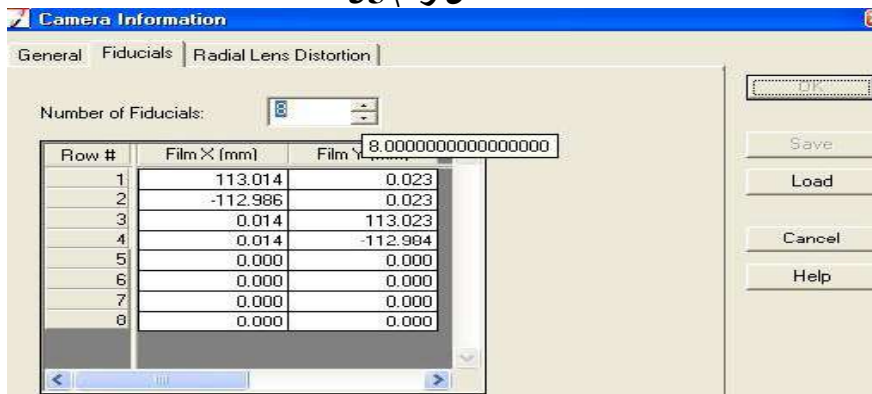 Camera Information
General Fiducials Radial Lens Distortion
Number of Fiducials: 8
8.0000000000000000
Row # Film X (mm) Film
1 113.014 0.023
2 -112.986 0.023
3 0.014 113.023
4 0.014 -112.984
5 0.000 0.000
6 0.000 0.000
7 0.000 0.000
8 0.000 0.000
OK
Save
Load
Cancel
Help